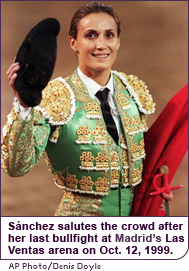 Sánchez salutes the crowd after
her last bullfight at Madrid's Las
Ventas arena on Oct. 12, 1999.
AP Photo/Denis Doyle